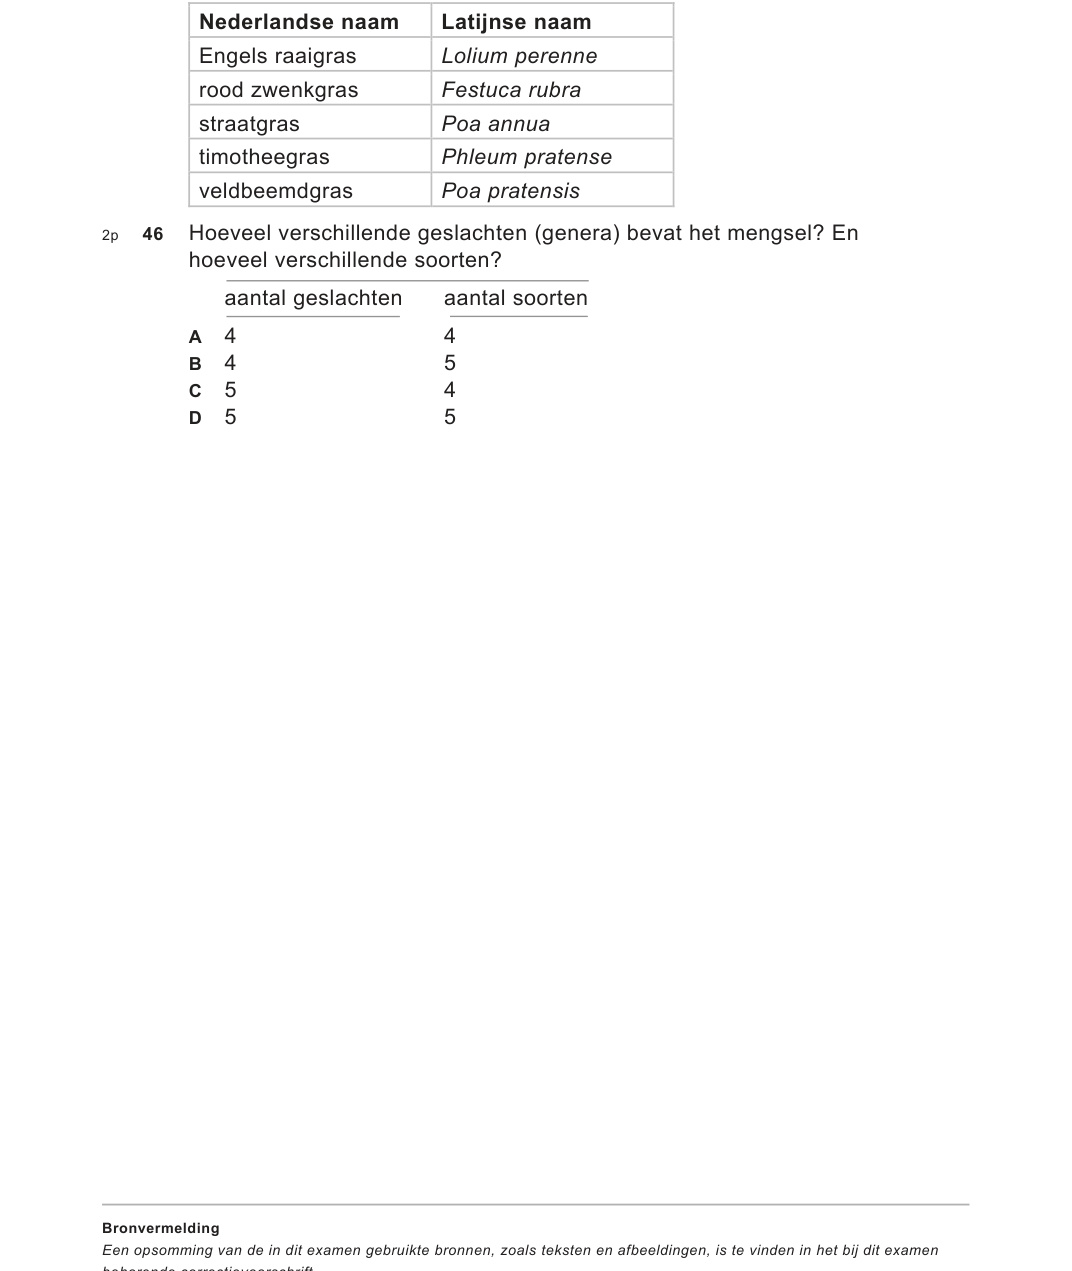 Nederlandse naam Latijnse naam
Engels raaigras Lolium perenne
rood zwenkgras Festuca rubra
straatgras Poa annua
timotheegras Phleum pratense
veldbeemdgras Poa pratensis
2p 46 Hoeveel verschillende geslachten (genera) bevat het mengsel? En
hoeveel verschillende soorten?
aantal geslachten aantal soorten
A 4 4
B 4 5
C 5 4
D 5 5
Bronvermelding
Een opsomming van de in dit examen gebruikte bronnen, zoals teksten en afbeeldingen, is te vinden in het bij dit examen
behorende correctievoorschrift